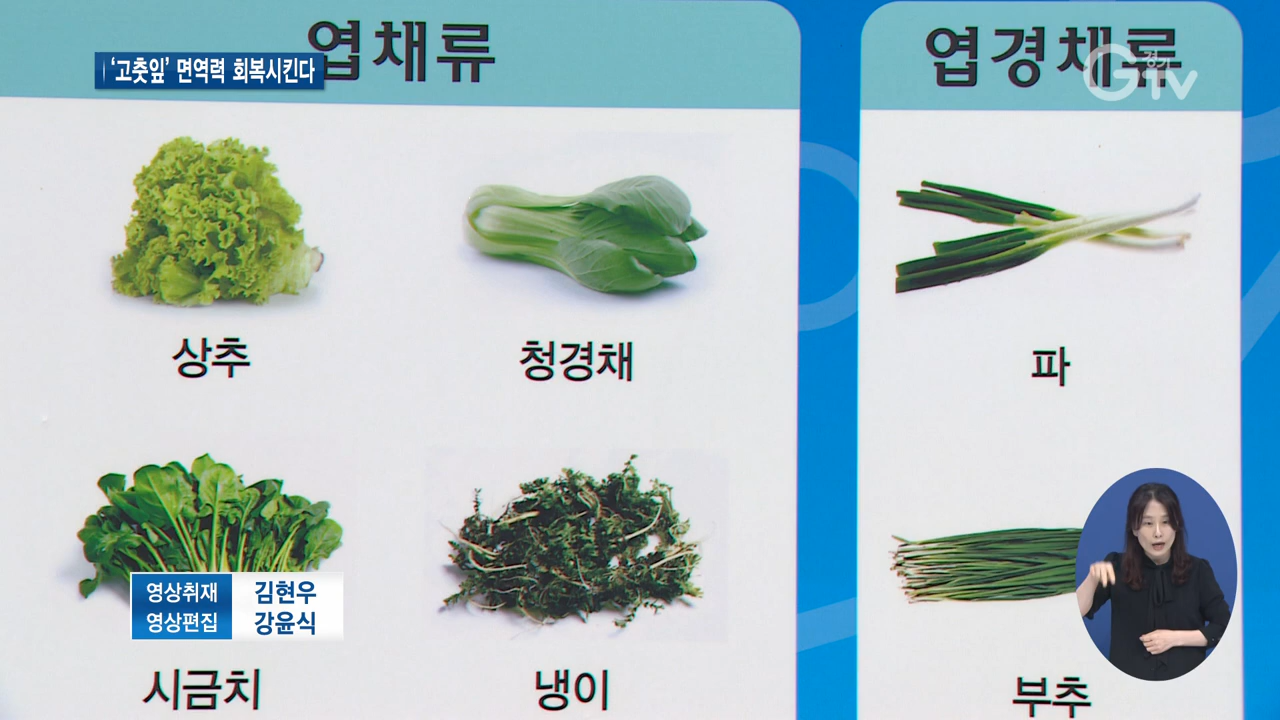 '고춧잎' 면역력 회복시킨다
엽채류
엽경채류
경기
GTV
상추
청경채
파
시금치
냉이
부추
영상취재 김현우
영상편집 강윤식